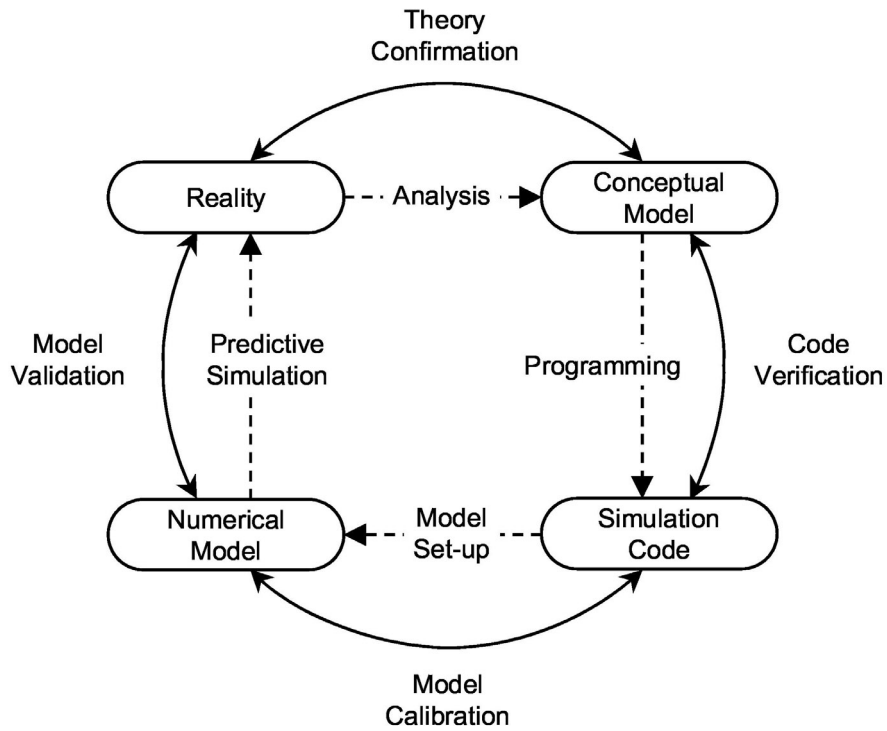 Theory
Confirmation
Reality
Analysis
Conceptual
Model
Model
Validation
Predictive
Simulation
Programming
Code
Verification
Numerical
Model
Model
Set-up
Simulation
Code
Model
Calibration